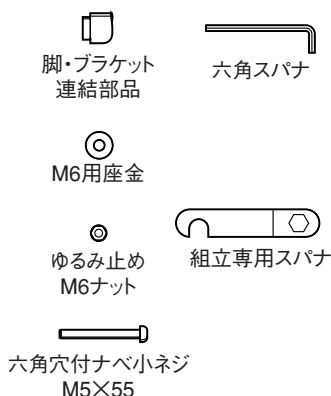 脚・ブラケット
連結部品
六角スパナ
M6用座金
ゆるみ止め
M6ナット
組立専用スパナ
六角穴付ナベ小ネジ
M5×55